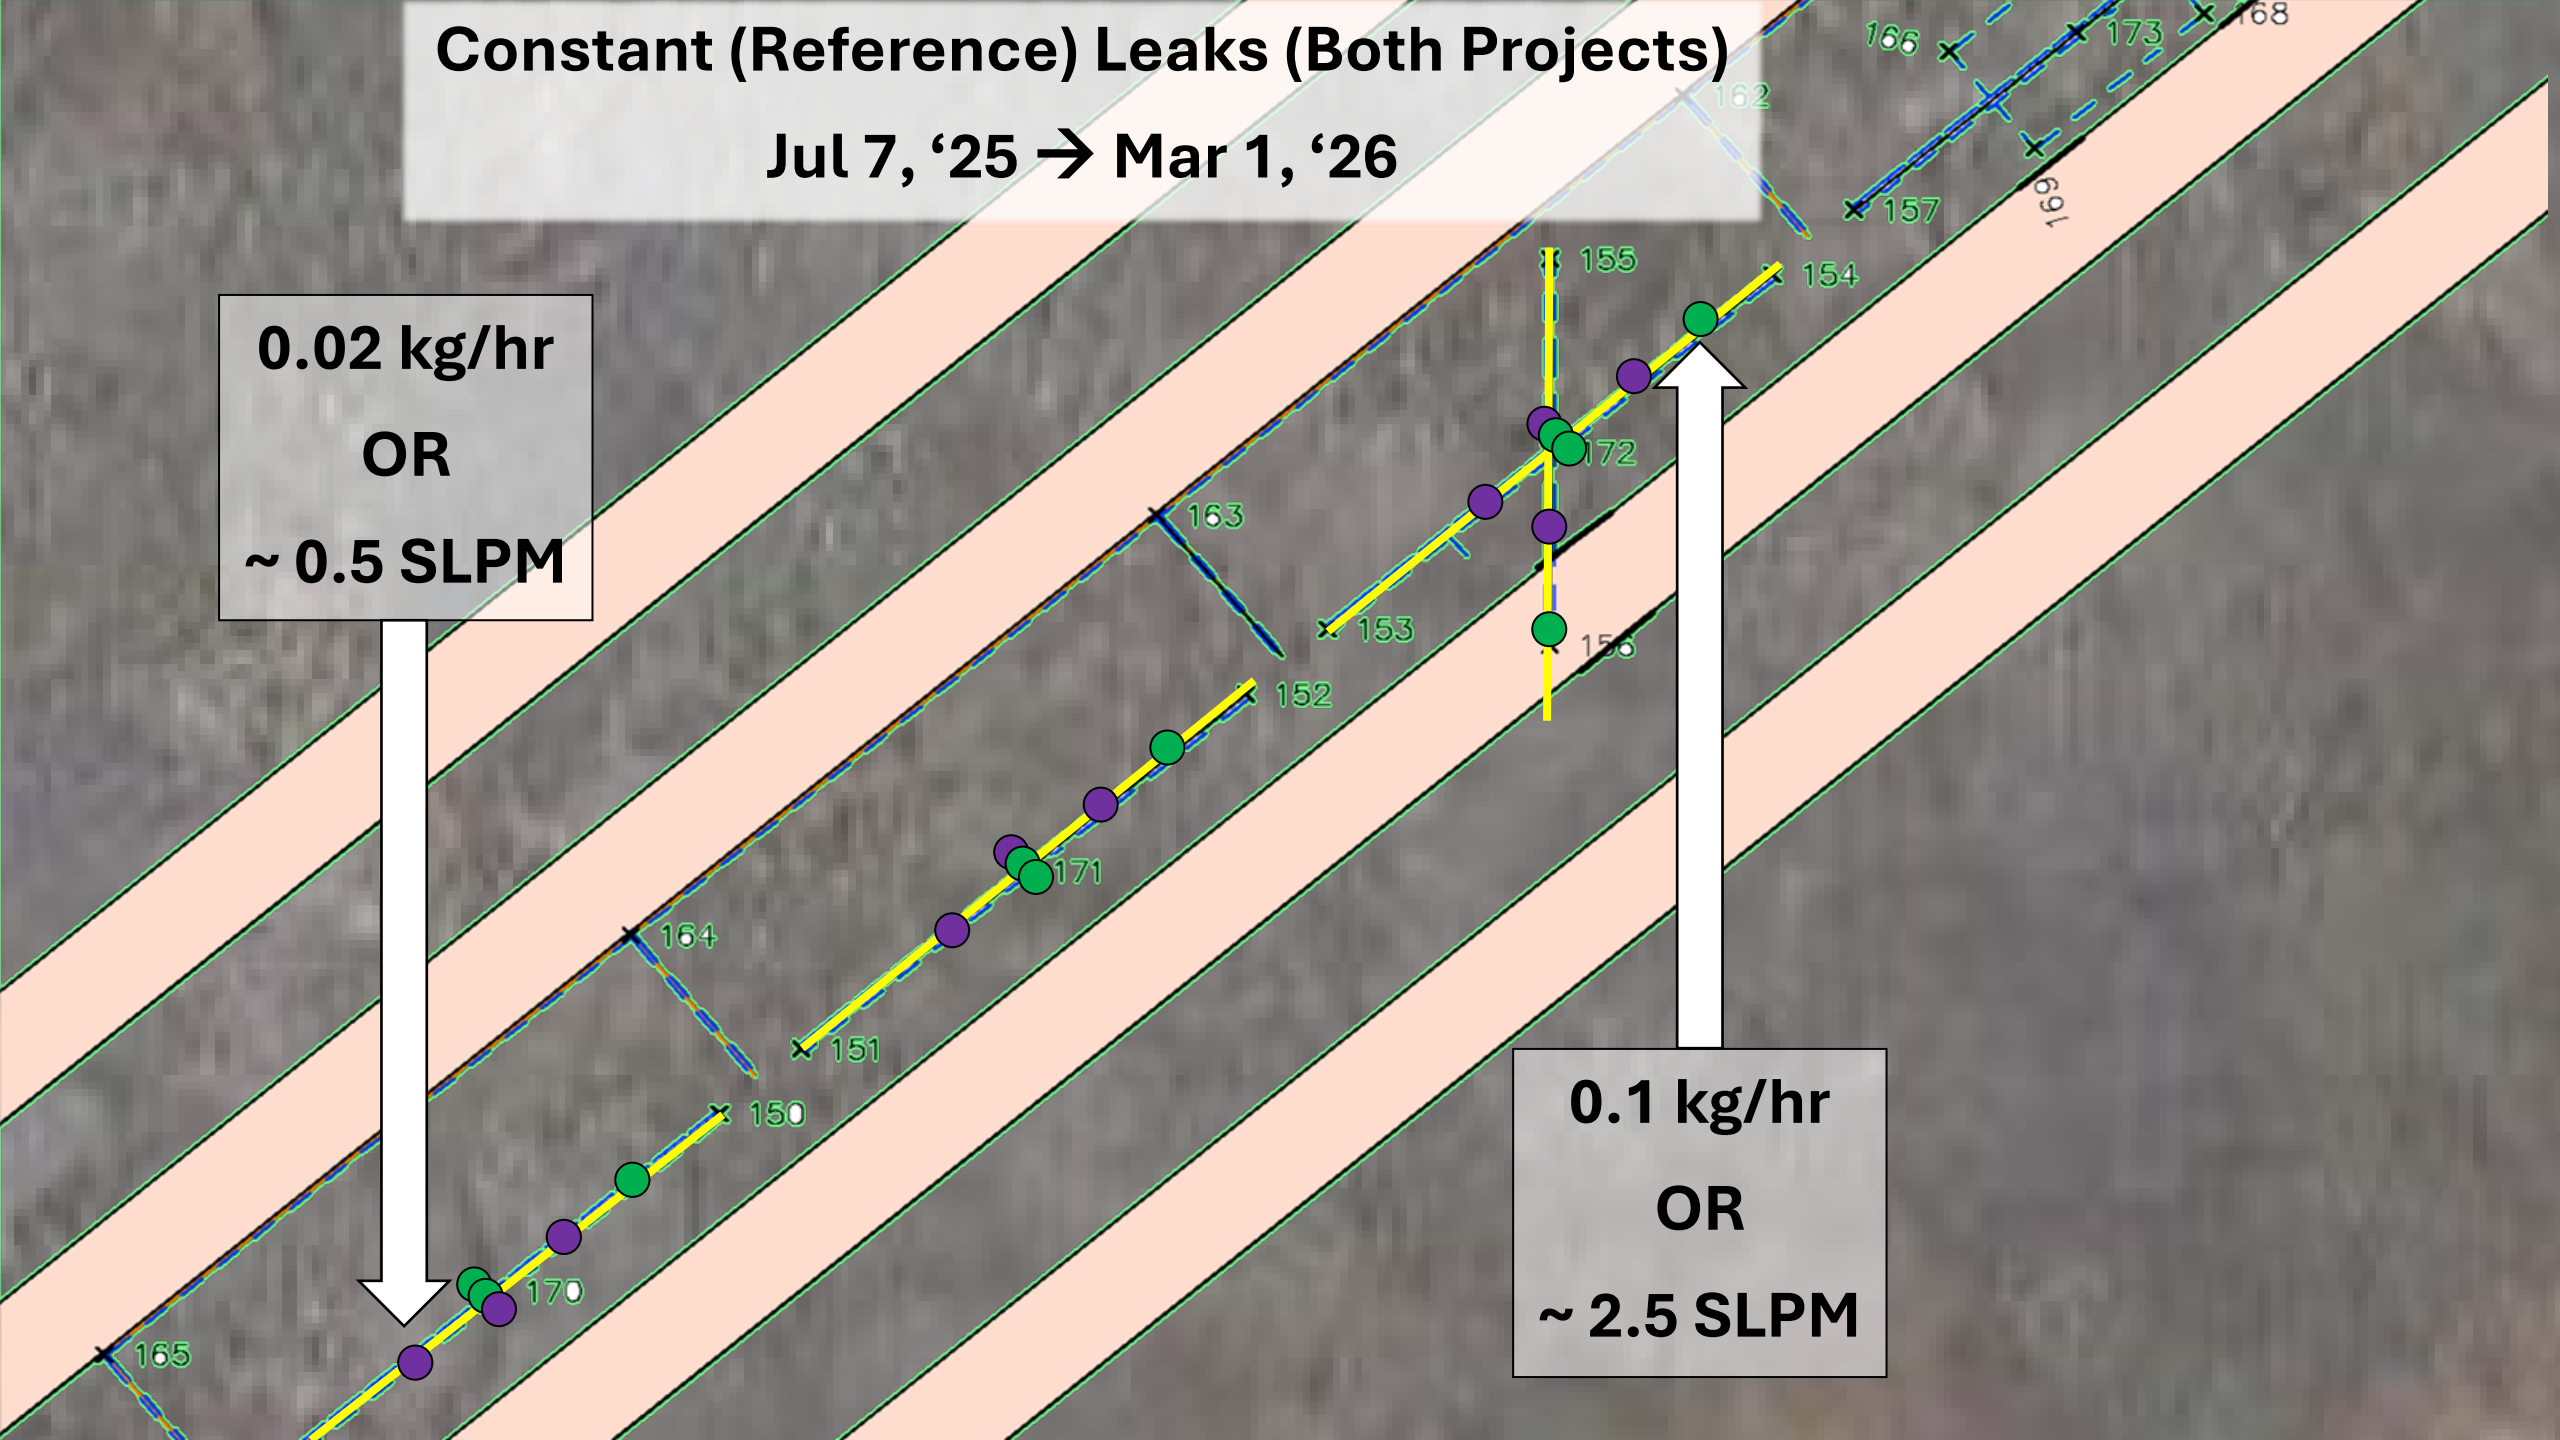 Constant (Reference) Leaks (Both Projects)
Jul 7, ‘25 → Mar 1, ‘26
166
173
168
162
169
157
155
154
0.02 kg/hr
OR
~ 0.5 SLPM
172
163
153
156
152
171
164
151
0.1 kg/hr
OR
~ 2.5 SLPM
150
170
165